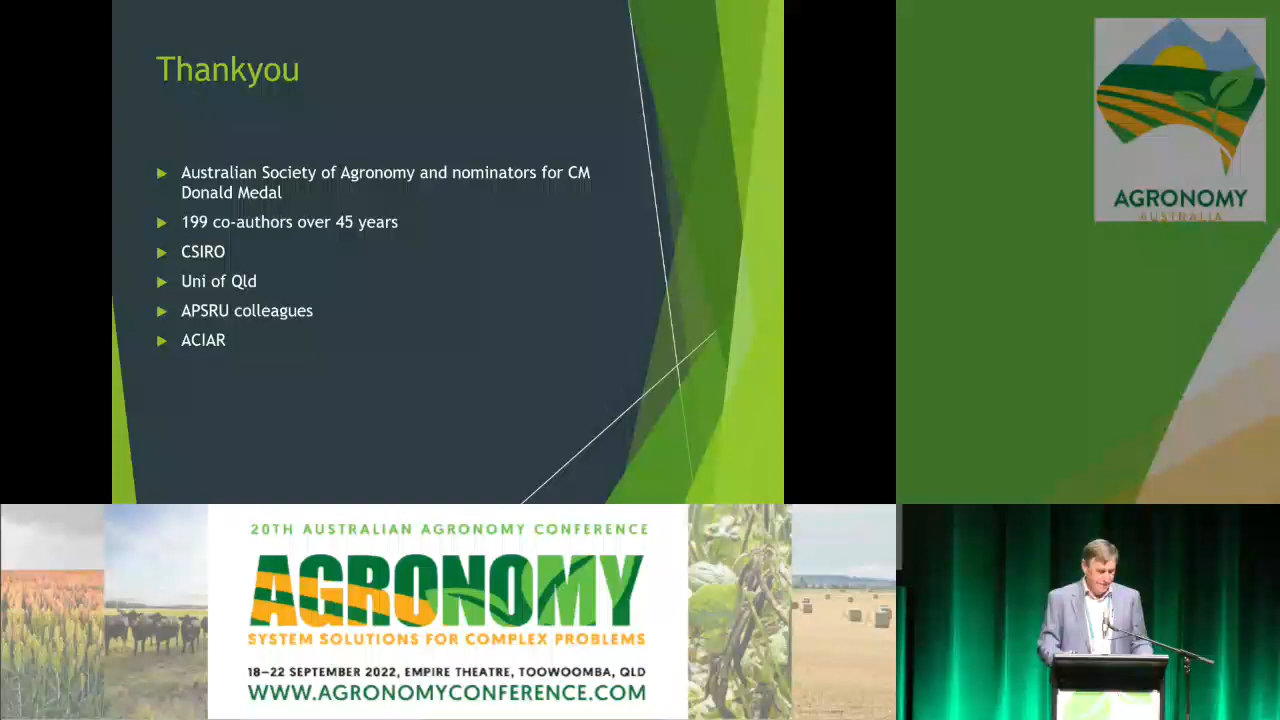 Thankyou
Australian Society of Agronomy and nominators for CM
Donald Medal
199 co-authors over 45 years
CSIRO
Uni of Qld
APSRU colleagues
ACIAR
AGRONOMY
AUSTRALIA
20TH AUSTRALIAN AGRONOMY CONFERENCE
AGRONOMY
SYSTEM SOLUTIONS FOR COMPLEX PROBLEMS
18–22 SEPTEMBER 2022, EMPIRE THEATRE, TOOWOOMBA, QLD
WWW.AGRONOMYCONFERENCE.COM